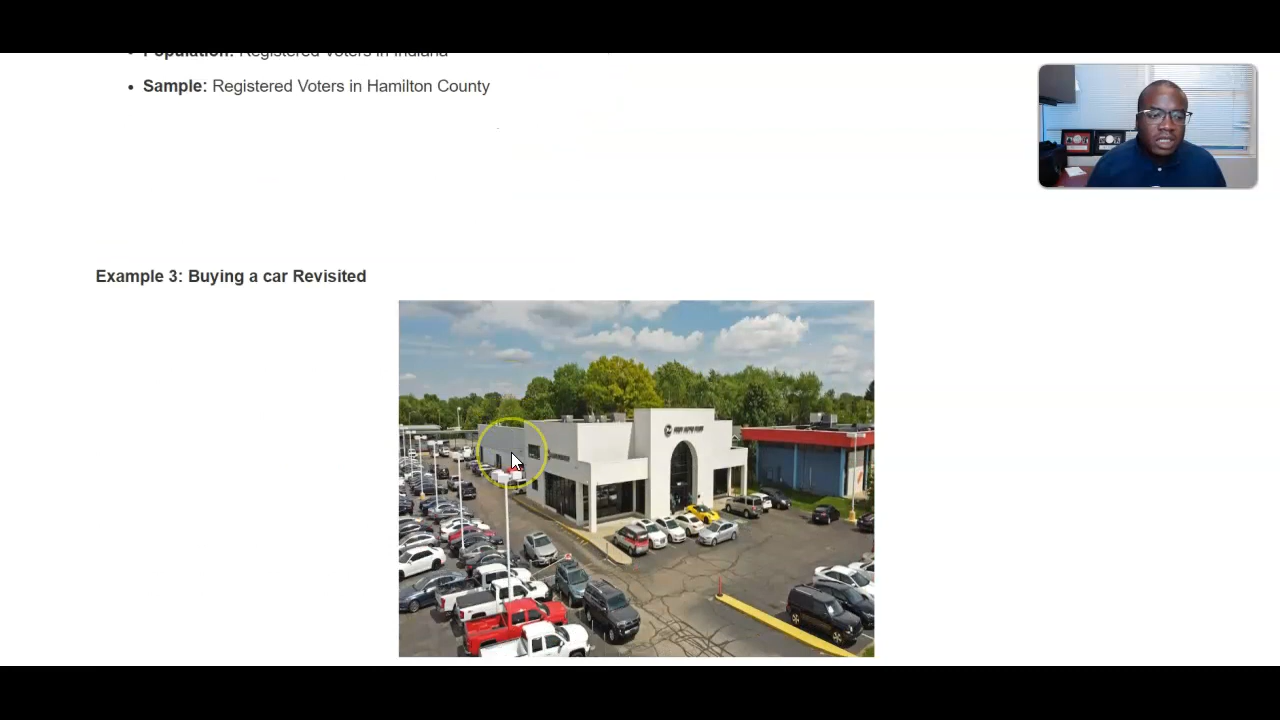 Population: Registered Voters in Indiana
Sample: Registered Voters in Hamilton County
Example 3: Buying a car Revisited